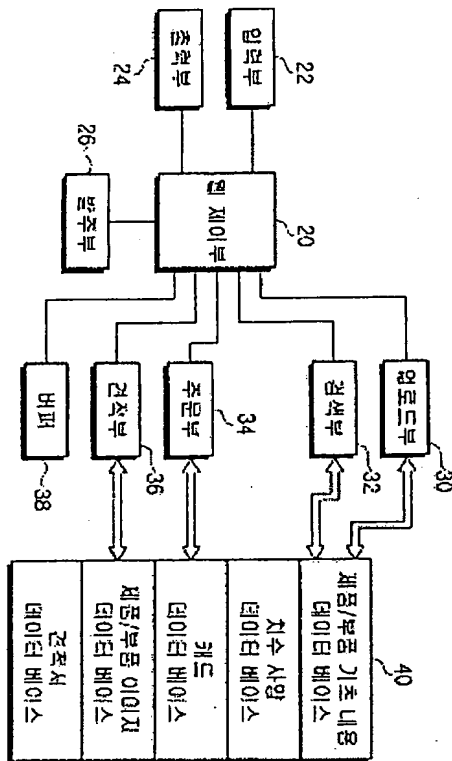 22
입력부
24
출력부
20
웹 제어부
26
발주부
30
업로드부
32
검색부
34
주문부
36
견적부
38
버퍼
40
제품/부품 기초 내용
데이터 베이스
치수 사양
데이터 베이스
캐드
데이터 베이스
제품/부품 이미지
데이터 베이스
견적서
데이터 베이스